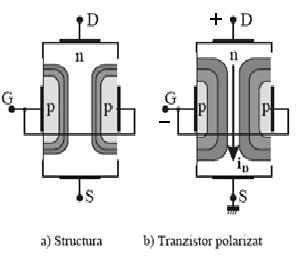 D
n
G
p
p
S
a) Structura
+
D
n
G
p
p
−
i_D
S
b) Tranzistor polarizat